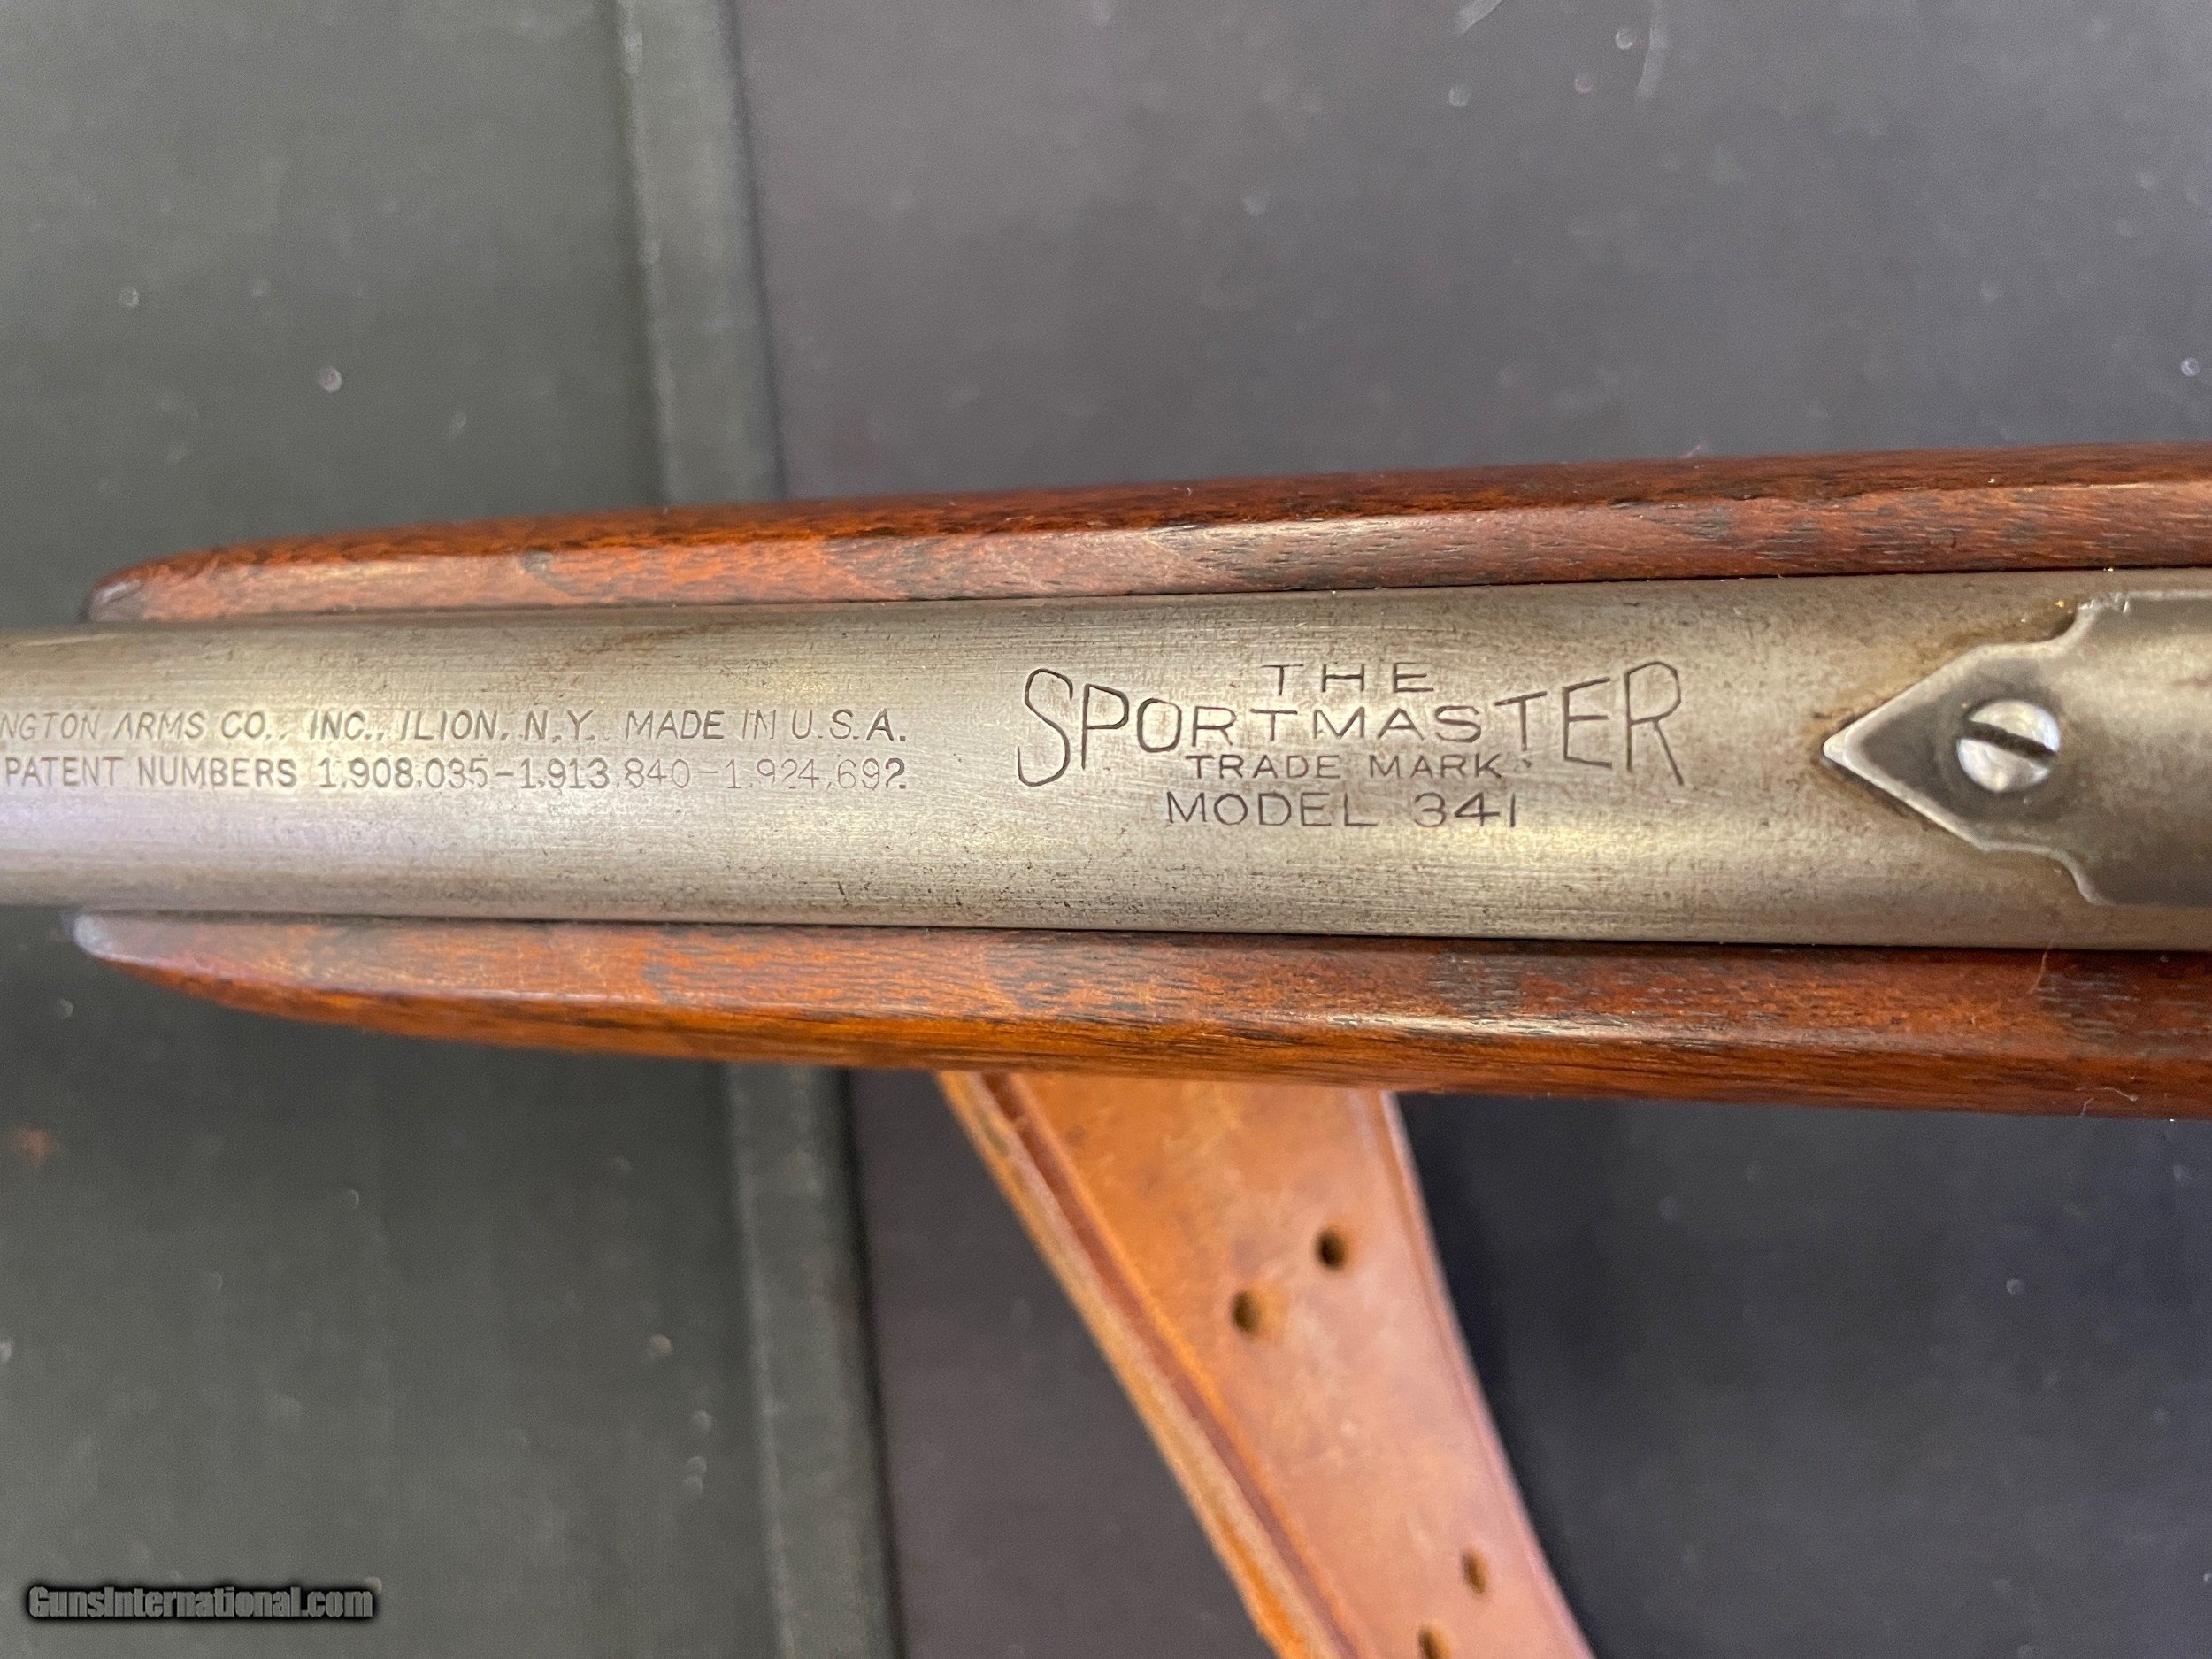 NGTON ARMS CO., INC., ILION, N.Y. MADE IN U.S.A.
PATENT NUMBERS 1,908,035-1,913,840-1,924,692
THE
SPORTMASTER
TRADE MARK
MODEL 341
GunsInternational.com